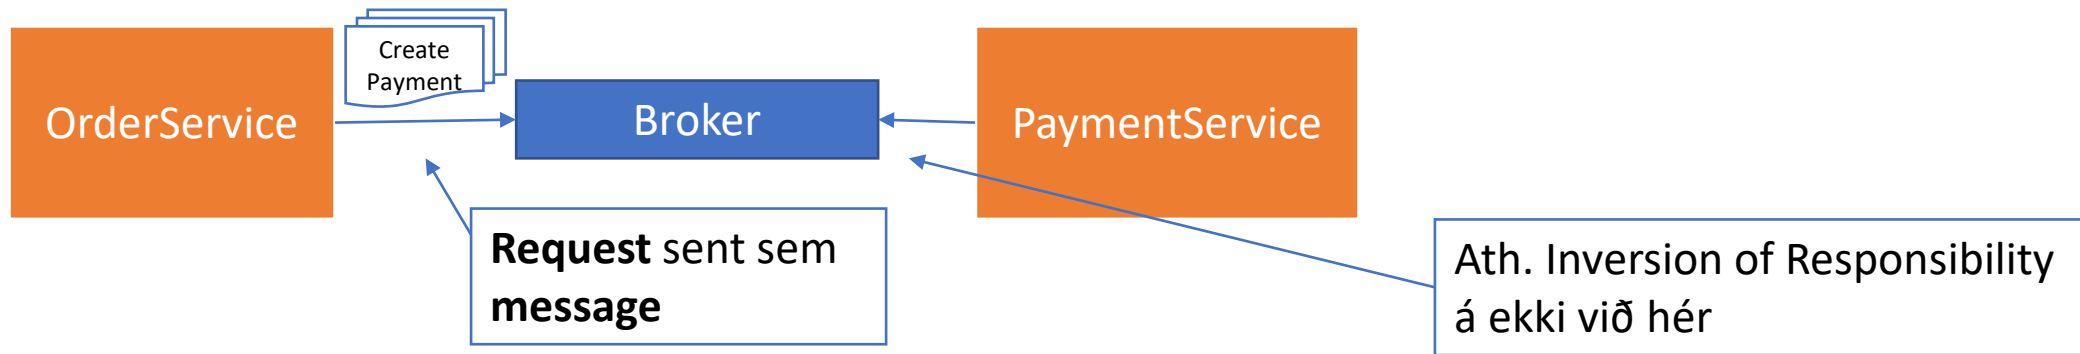 Create
Payment
OrderService
Broker
PaymentService
Request sent sem
message
Ath. Inversion of Responsibility
á ekki við hér